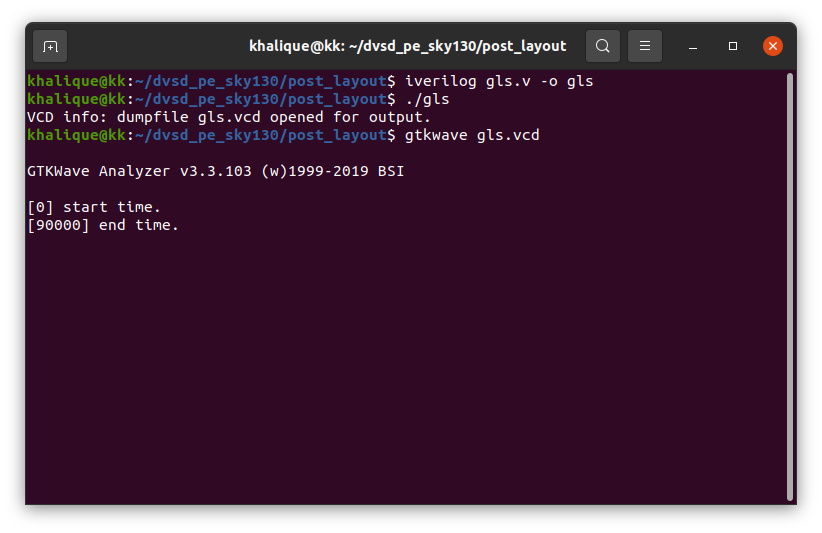 khalique@kk: ~/dvsd_pe_sky130/post_layout
khalique@kk:~/dvsd_pe_sky130/post_layout$ iverilog gls.v -o gls
khalique@kk:~/dvsd_pe_sky130/post_layout$ ./gls
VCD info: dumpfile gls.vcd opened for output.
khalique@kk:~/dvsd_pe_sky130/post_layout$ gtkwave gls.vcd
GTKWave Analyzer v3.3.103 (w)1999-2019 BSI
[0] start time.
[90000] end time.